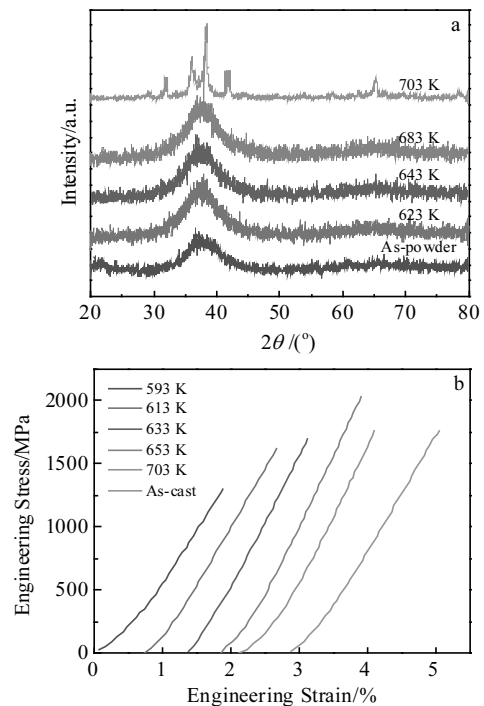 a
703 K
683 K
643 K
623 K
As-powder
Intensity/a.u.
20 30 40 50 60 70 80
2θ /(°)
b
593 K
613 K
633 K
653 K
703 K
As-cast
2000
1500
1000
500
0
Engineering Stress/MPa
0 1 2 3 4 5
Engineering Strain/%